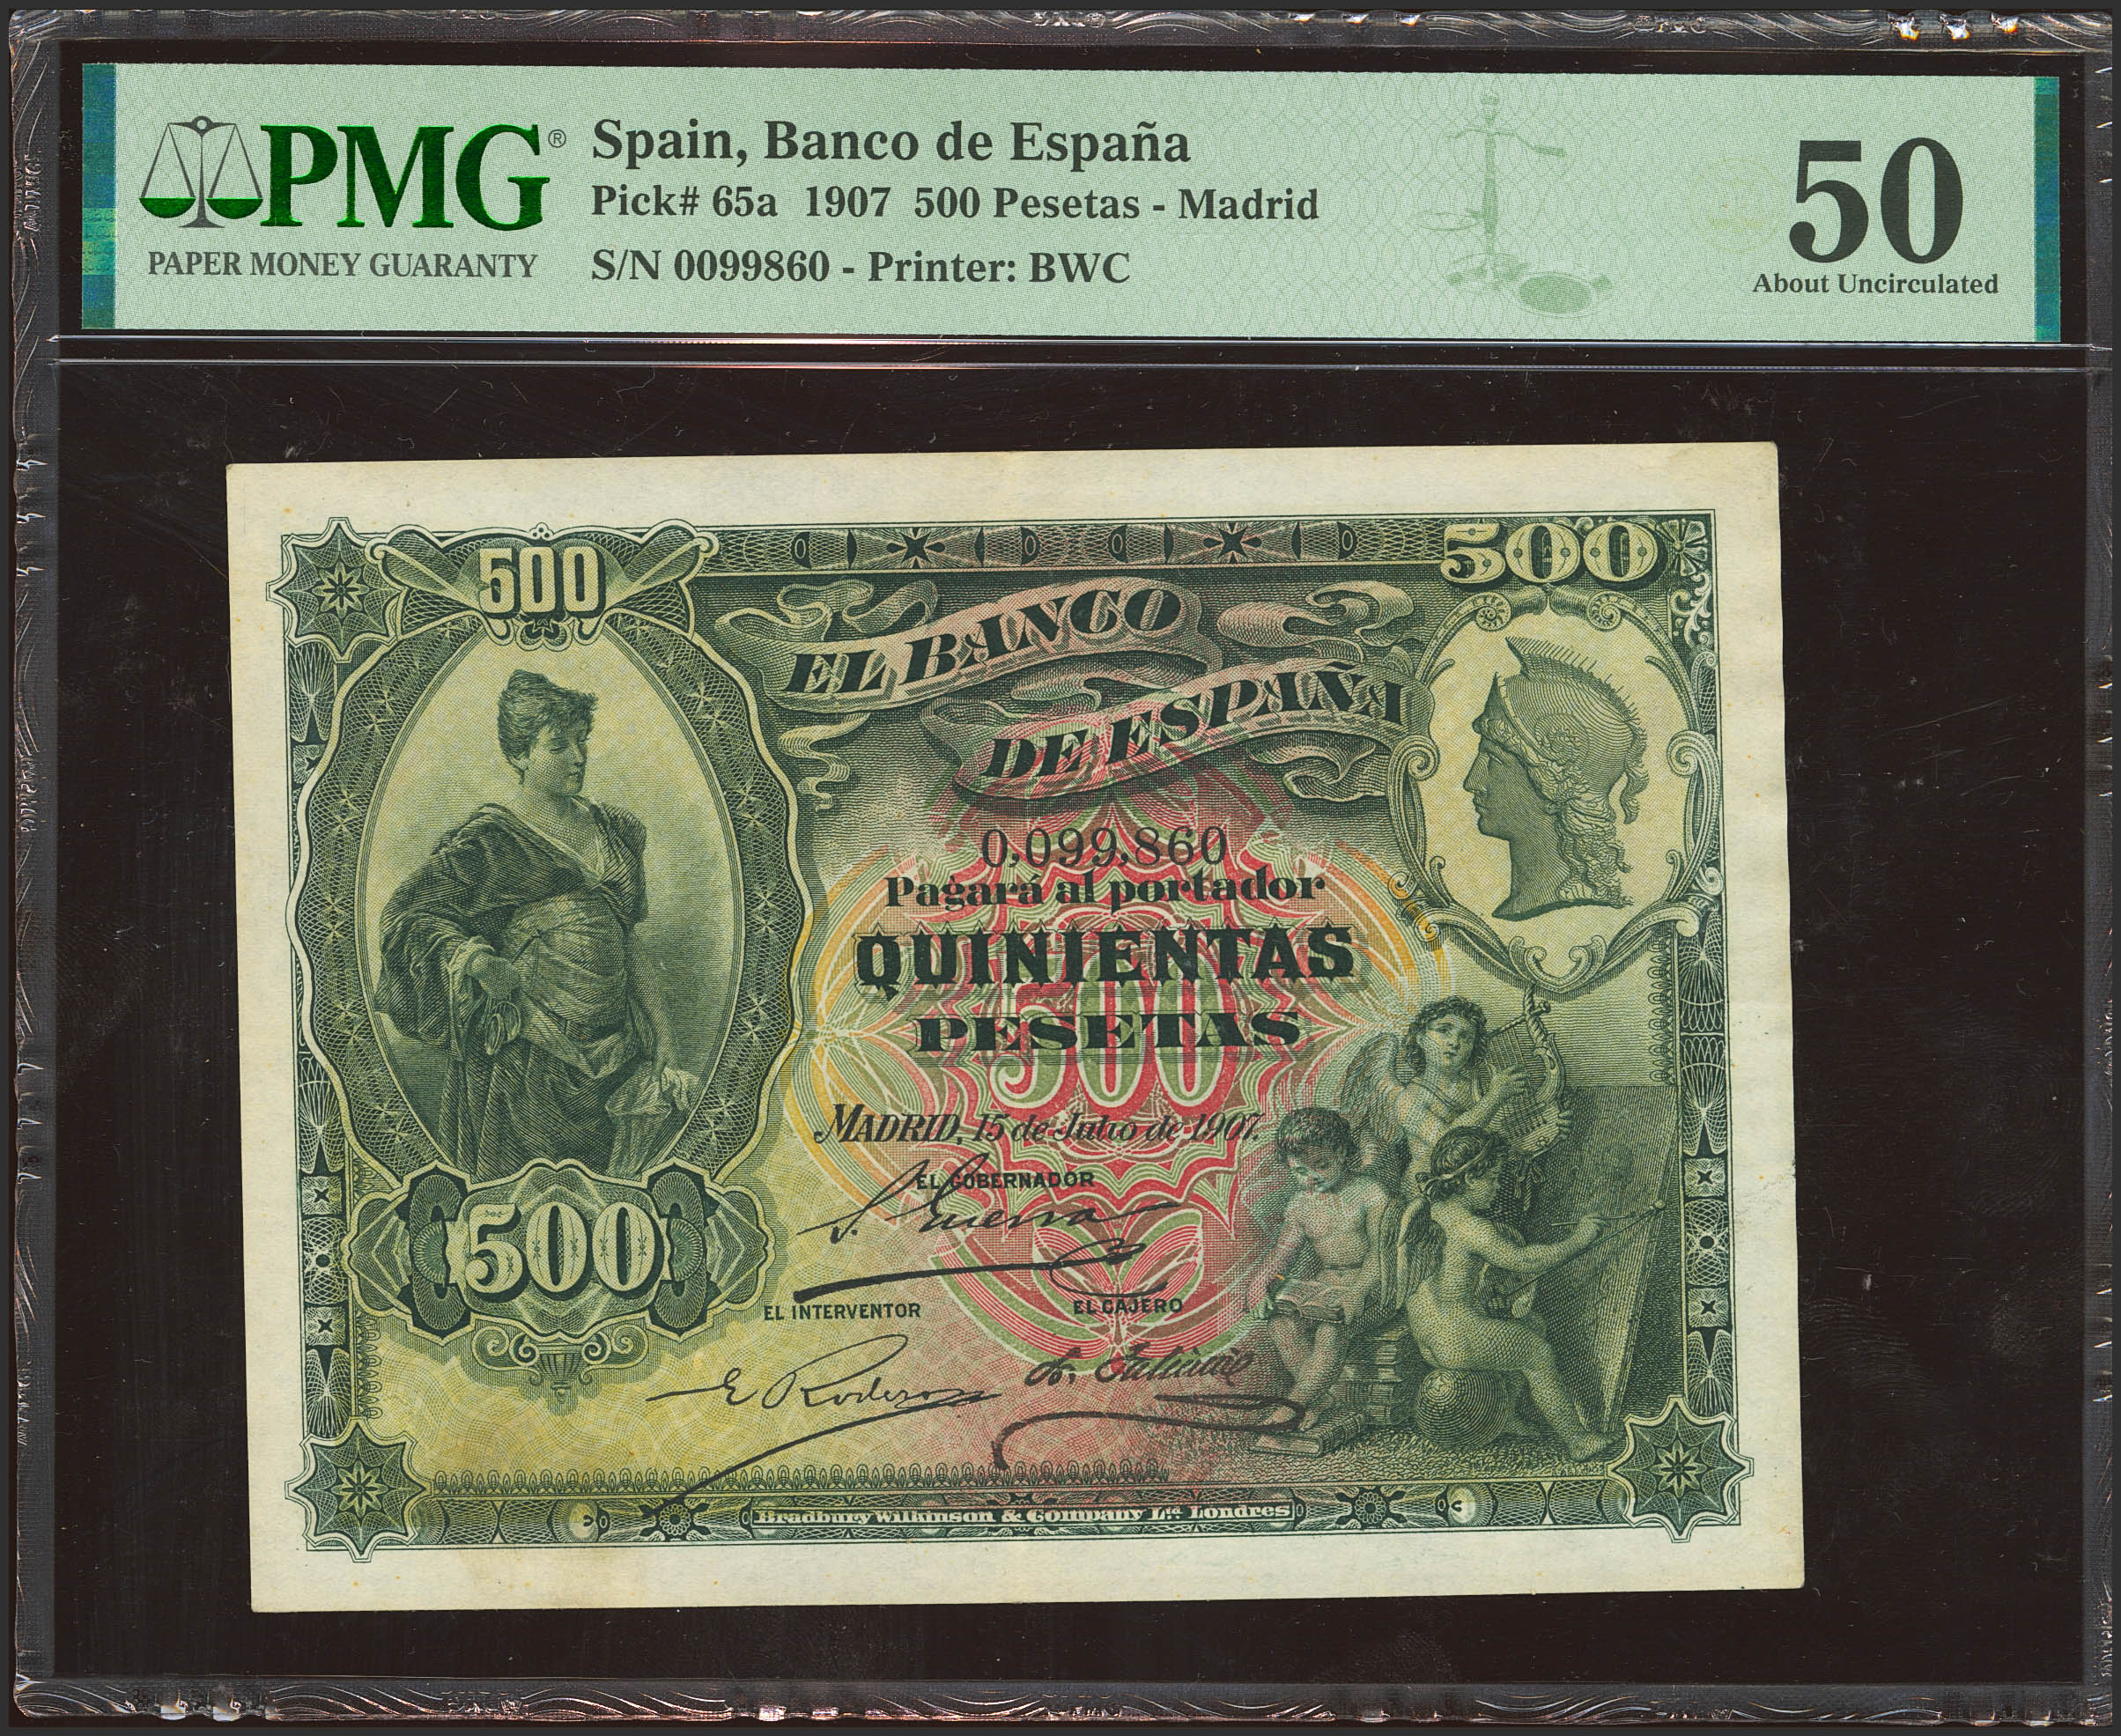 PMG®
PAPER MONEY GUARANTY
Spain, Banco de España
Pick# 65a 1907 500 Pesetas - Madrid
S/N 0099860 - Printer: BWC
50
About Uncirculated
500
500
EL BANCO
DE ESPAÑA
0,099,860
Pagará al portador
QUINIENTAS
500
PESETAS
MADRID, 15 de Julio de 1907.
EL GOBERNADOR
500
EL INTERVENTOR
EL CAJERO
E Rodero
Bradbury Wilkinson & Company Ld. Londres